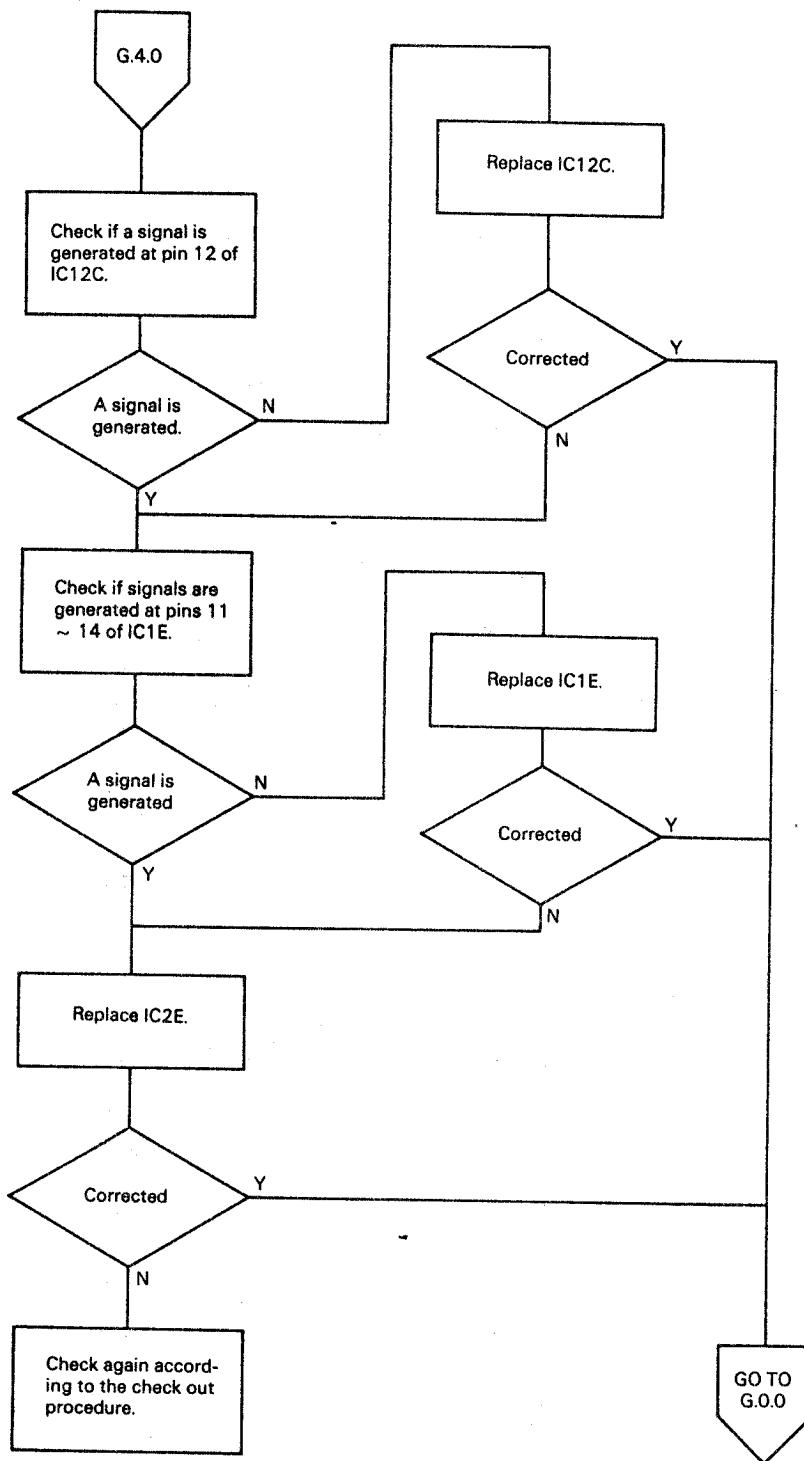 G.4.0
Replace IC12C.
Check if a signal is
generated at pin 12 of
IC12C.
Corrected
Y
N
A signal is
generated.
N
Y
Check if signals are
generated at pins 11
~ 14 of IC1E.
Replace IC1E.
A signal is
generated
N
Y
Corrected
Y
N
Replace IC2E.
Corrected
Y
N
Check again accord-
ing to the check out
procedure.
GO TO
G.0.0